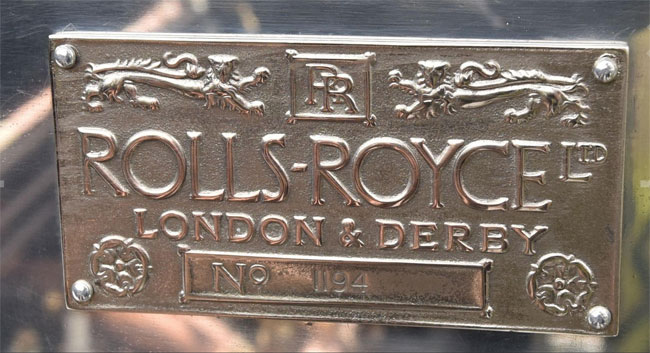 RR
ROLLS-ROYCE LTD
LONDON & DERBY
No 1194